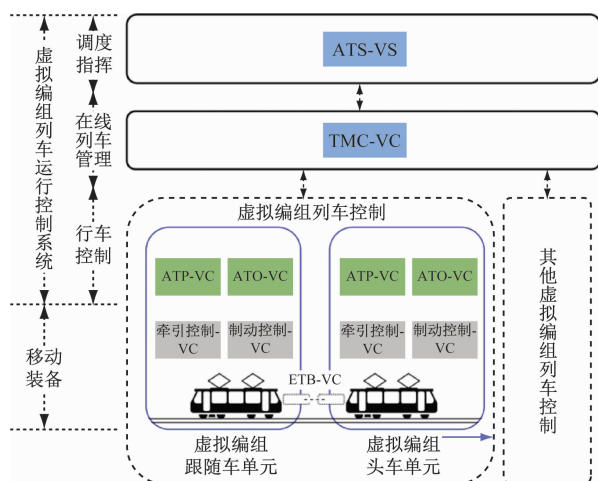 虚拟编组列车运行控制系统
调度
指挥
在线
列车
管理
行车
控制
移动
装备
ATS-VS
TMC-VC
虚拟编组列车控制
ATP-VC
ATO-VC
牵引控制-
VC
制动控制-
VC
ATP-VC
ATO-VC
牵引控制-
VC
制动控制-
VC
ETB-VC
虚拟编组
跟随车单元
虚拟编组
头车单元
其他虚拟编组列车控制